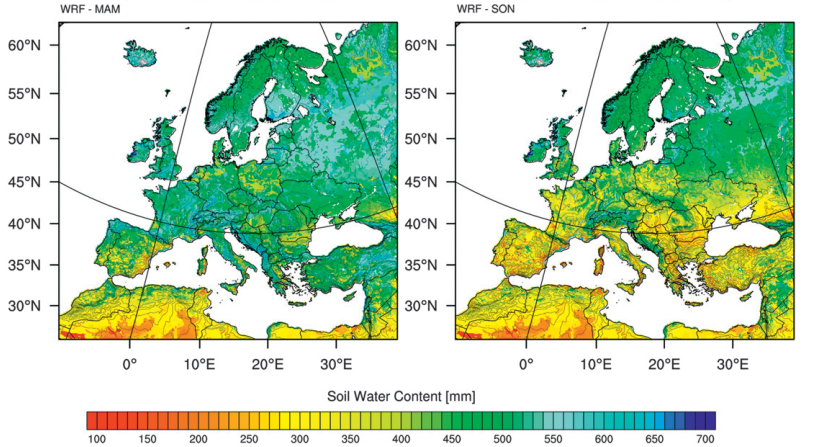 WRF - MAM
WRF - SON
60°N
55°N
50°N
45°N
40°N
35°N
30°N
60°N
55°N
50°N
45°N
40°N
35°N
30°N
0° 10°E 20°E 30°E
0° 10°E 20°E 30°E
Soil Water Content [mm]
100 150 200 250 300 350 400 450 500 550 600 650 700